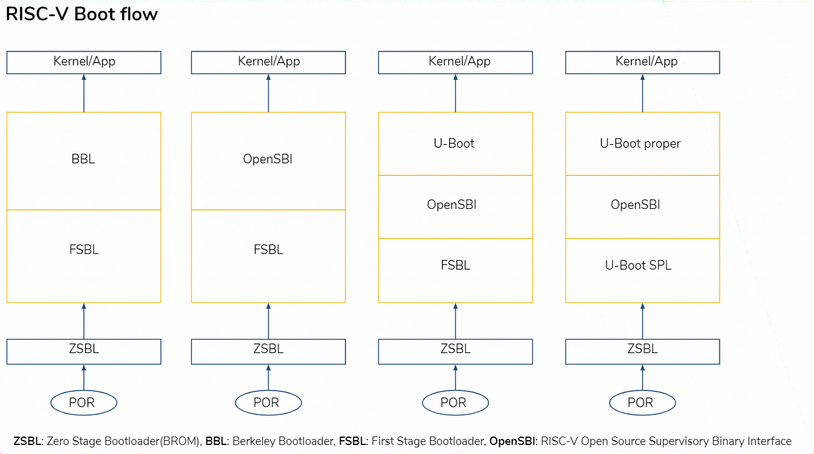 RISC-V Boot flow
Kernel/App Kernel/App Kernel/App Kernel/App
U-Boot U-Boot proper
BBL OpenSBI
OpenSBI OpenSBI
FSBL FSBL
FSBL U-Boot SPL
ZSBL ZSBL ZSBL ZSBL
POR POR POR POR
ZSBL: Zero Stage Bootloader(BROM), BBL: Berkeley Bootloader, FSBL: First Stage Bootloader, OpenSBI: RISC-V Open Source Supervisory Binary Interface